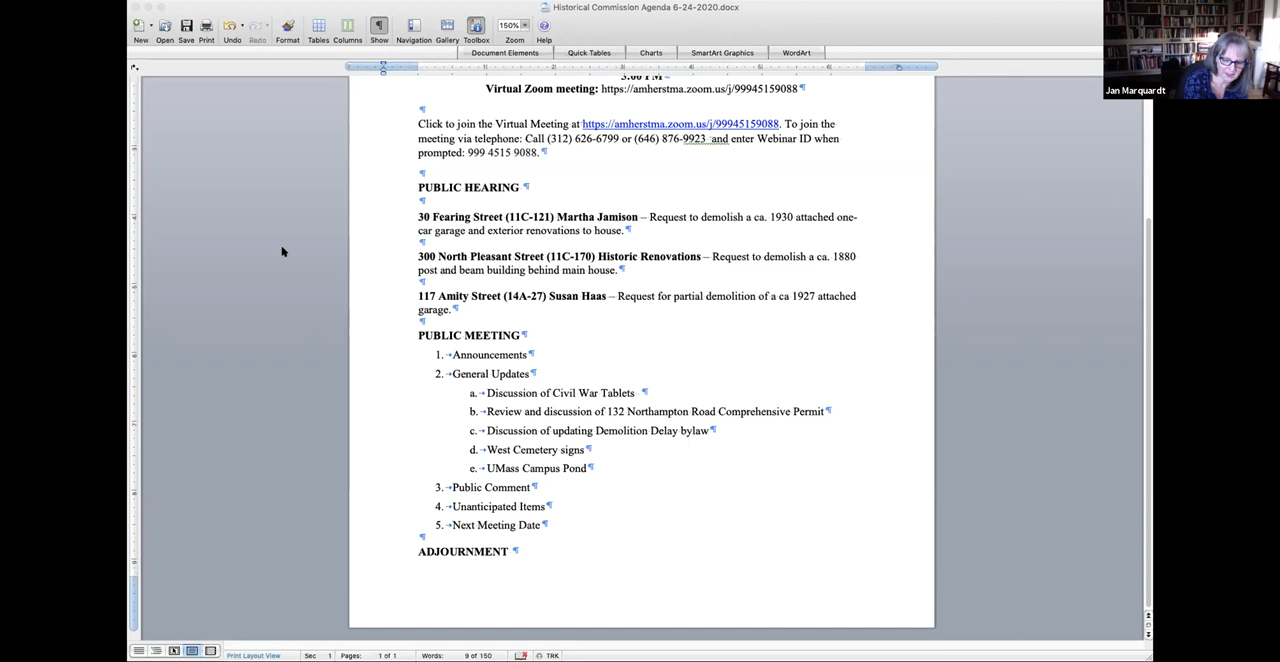 Historical Commission Agenda 6-24-2020.docx
New Open Save Print Undo Redo Format Tables Columns Show Navigation Gallery Toolbox 150% Zoom Help
Document Elements Quick Tables Charts SmartArt Graphics WordArt
Jan Marquardt
Virtual Zoom meeting: https://amherstma.zoom.us/j/99945159088
Click to join the Virtual Meeting at https://amherstma.zoom.us/j/99945159088. To join the
meeting via telephone: Call (312) 626-6799 or (646) 876-9923 and enter Webinar ID when
prompted: 999 4515 9088.
PUBLIC HEARING
30 Fearing Street (11C-121) Martha Jamison – Request to demolish a ca. 1930 attached one-
car garage and exterior renovations to house.
300 North Pleasant Street (11C-170) Historic Renovations – Request to demolish a ca. 1880
post and beam building behind main house.
117 Amity Street (14A-27) Susan Haas – Request for partial demolition of a ca 1927 attached
garage.
PUBLIC MEETING
1. Announcements
2. General Updates
a. Discussion of Civil War Tablets
b. Review and discussion of 132 Northampton Road Comprehensive Permit
c. Discussion of updating Demolition Delay bylaw
d. West Cemetery signs
e. UMass Campus Pond
3. Public Comment
4. Unanticipated Items
5. Next Meeting Date
ADJOURNMENT
Print Layout View Sec 1 Pages: 1 of 1 Words: 9 of 150 TRK